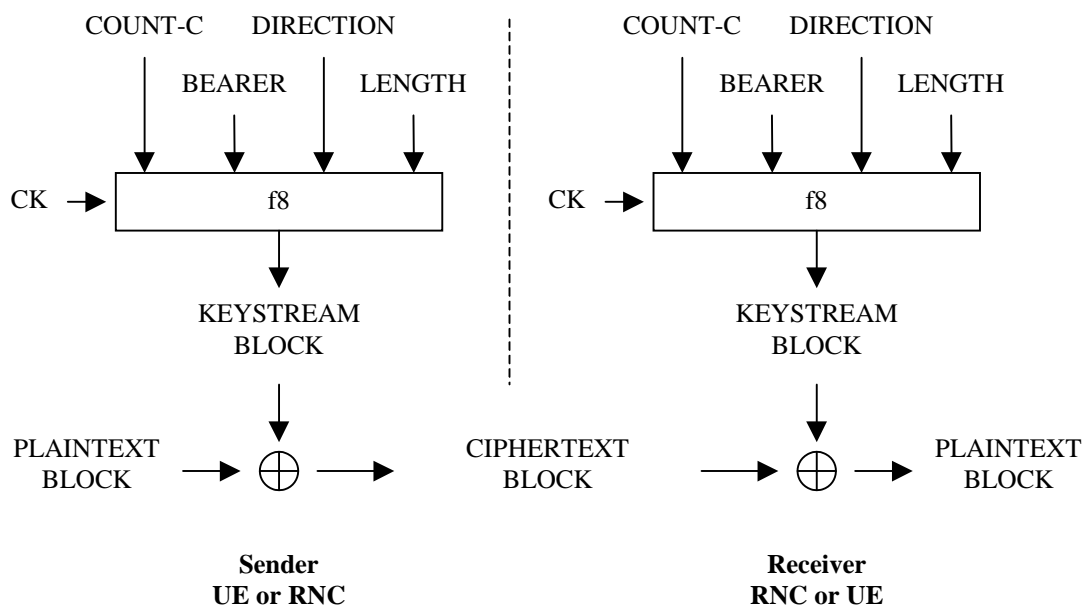 COUNT-C DIRECTION COUNT-C DIRECTION
BEARER LENGTH BEARER LENGTH
CK f8 CK f8
KEYSTREAM KEYSTREAM
BLOCK BLOCK
PLAINTEXT CIPHERTEXT PLAINTEXT
BLOCK BLOCK BLOCK
Sender Receiver
UE or RNC RNC or UE